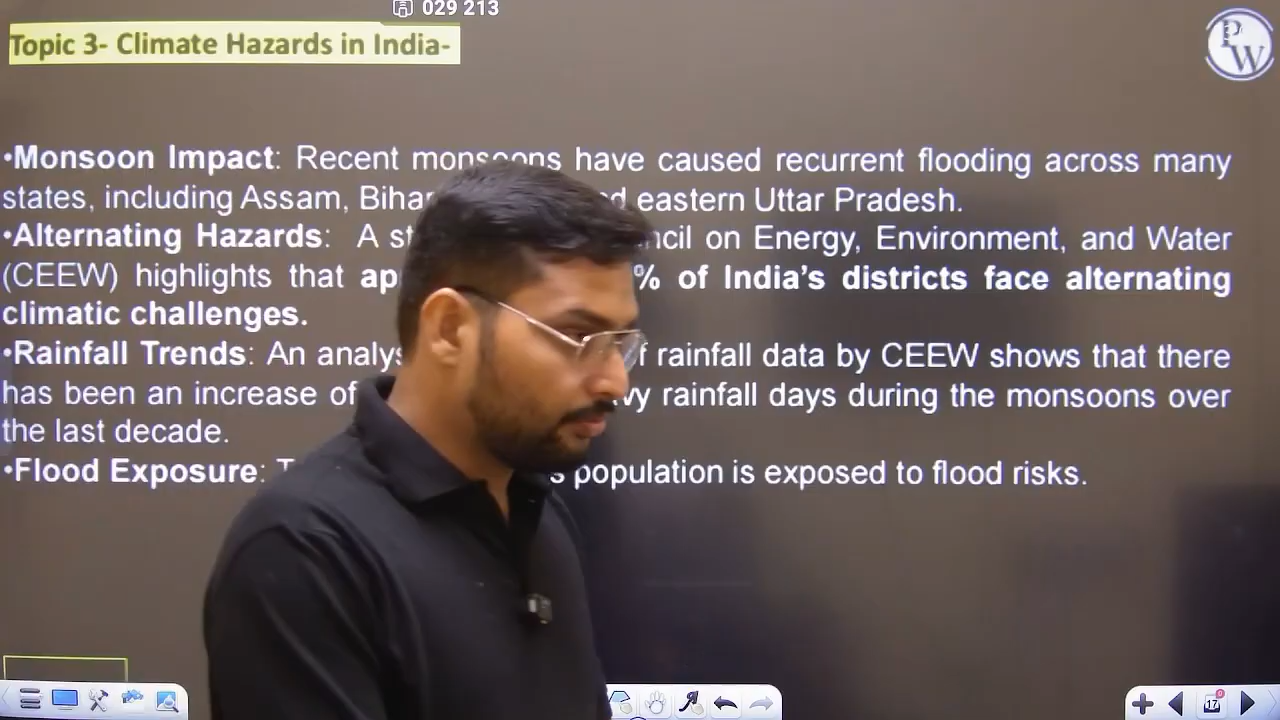 029 213
Topic 3- Climate Hazards in India-
PW
•Monsoon Impact: Recent monsoons have caused recurrent flooding across many
states, including Assam, Bihar eastern Uttar Pradesh.
•Alternating Hazards: A on Energy, Environment, and Water
(CEEW) highlights that % of India's districts face alternating
climatic challenges.
•Rainfall Trends: An rainfall data by CEEW shows that there
has been an increase of rainfall days during the monsoons over
the last decade.
•Flood Exposure: population is exposed to flood risks.
17